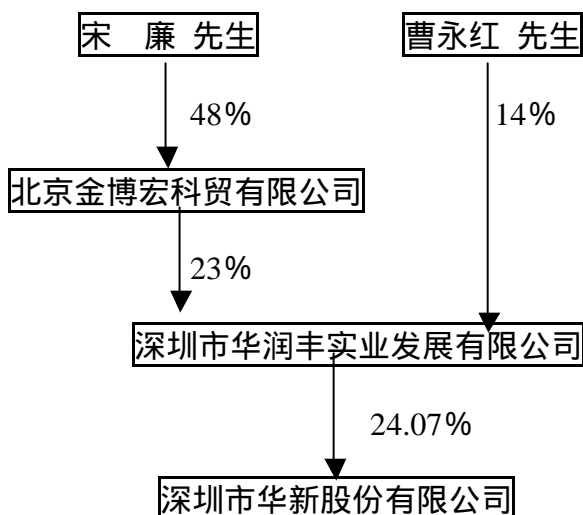 宋　廉 先生
曹永红 先生
48%
14%
北京金博宏科贸有限公司
23%
深圳市华润丰实业发展有限公司
24.07%
深圳市华新股份有限公司